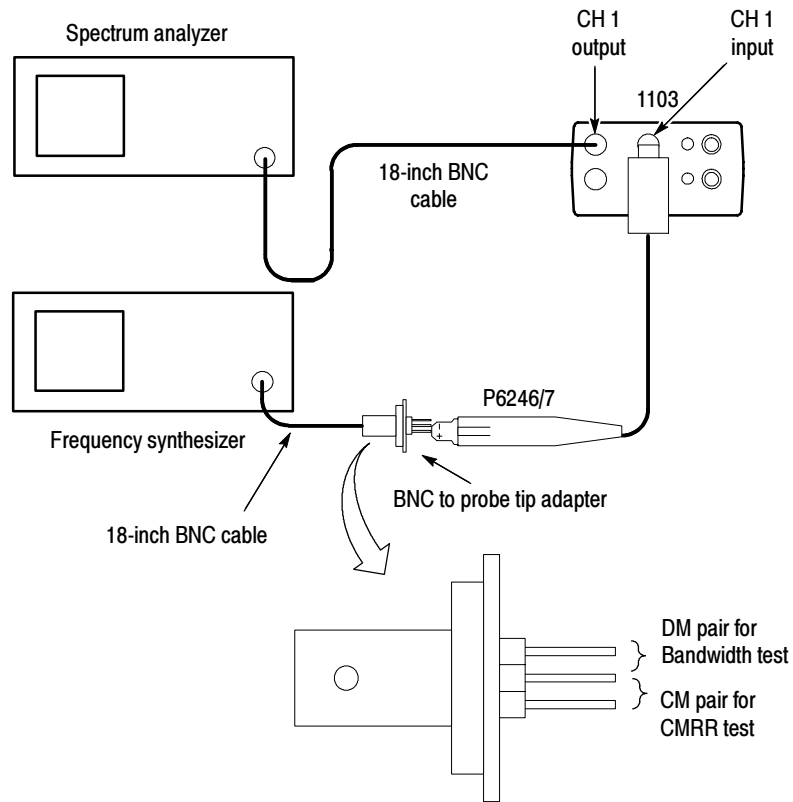 Spectrum analyzer
CH 1
output
CH 1
input
1103
18-inch BNC
cable
P6246/7
+
Frequency synthesizer
BNC to probe tip adapter
18-inch BNC cable
DM pair for
Bandwidth test
CM pair for
CMRR test